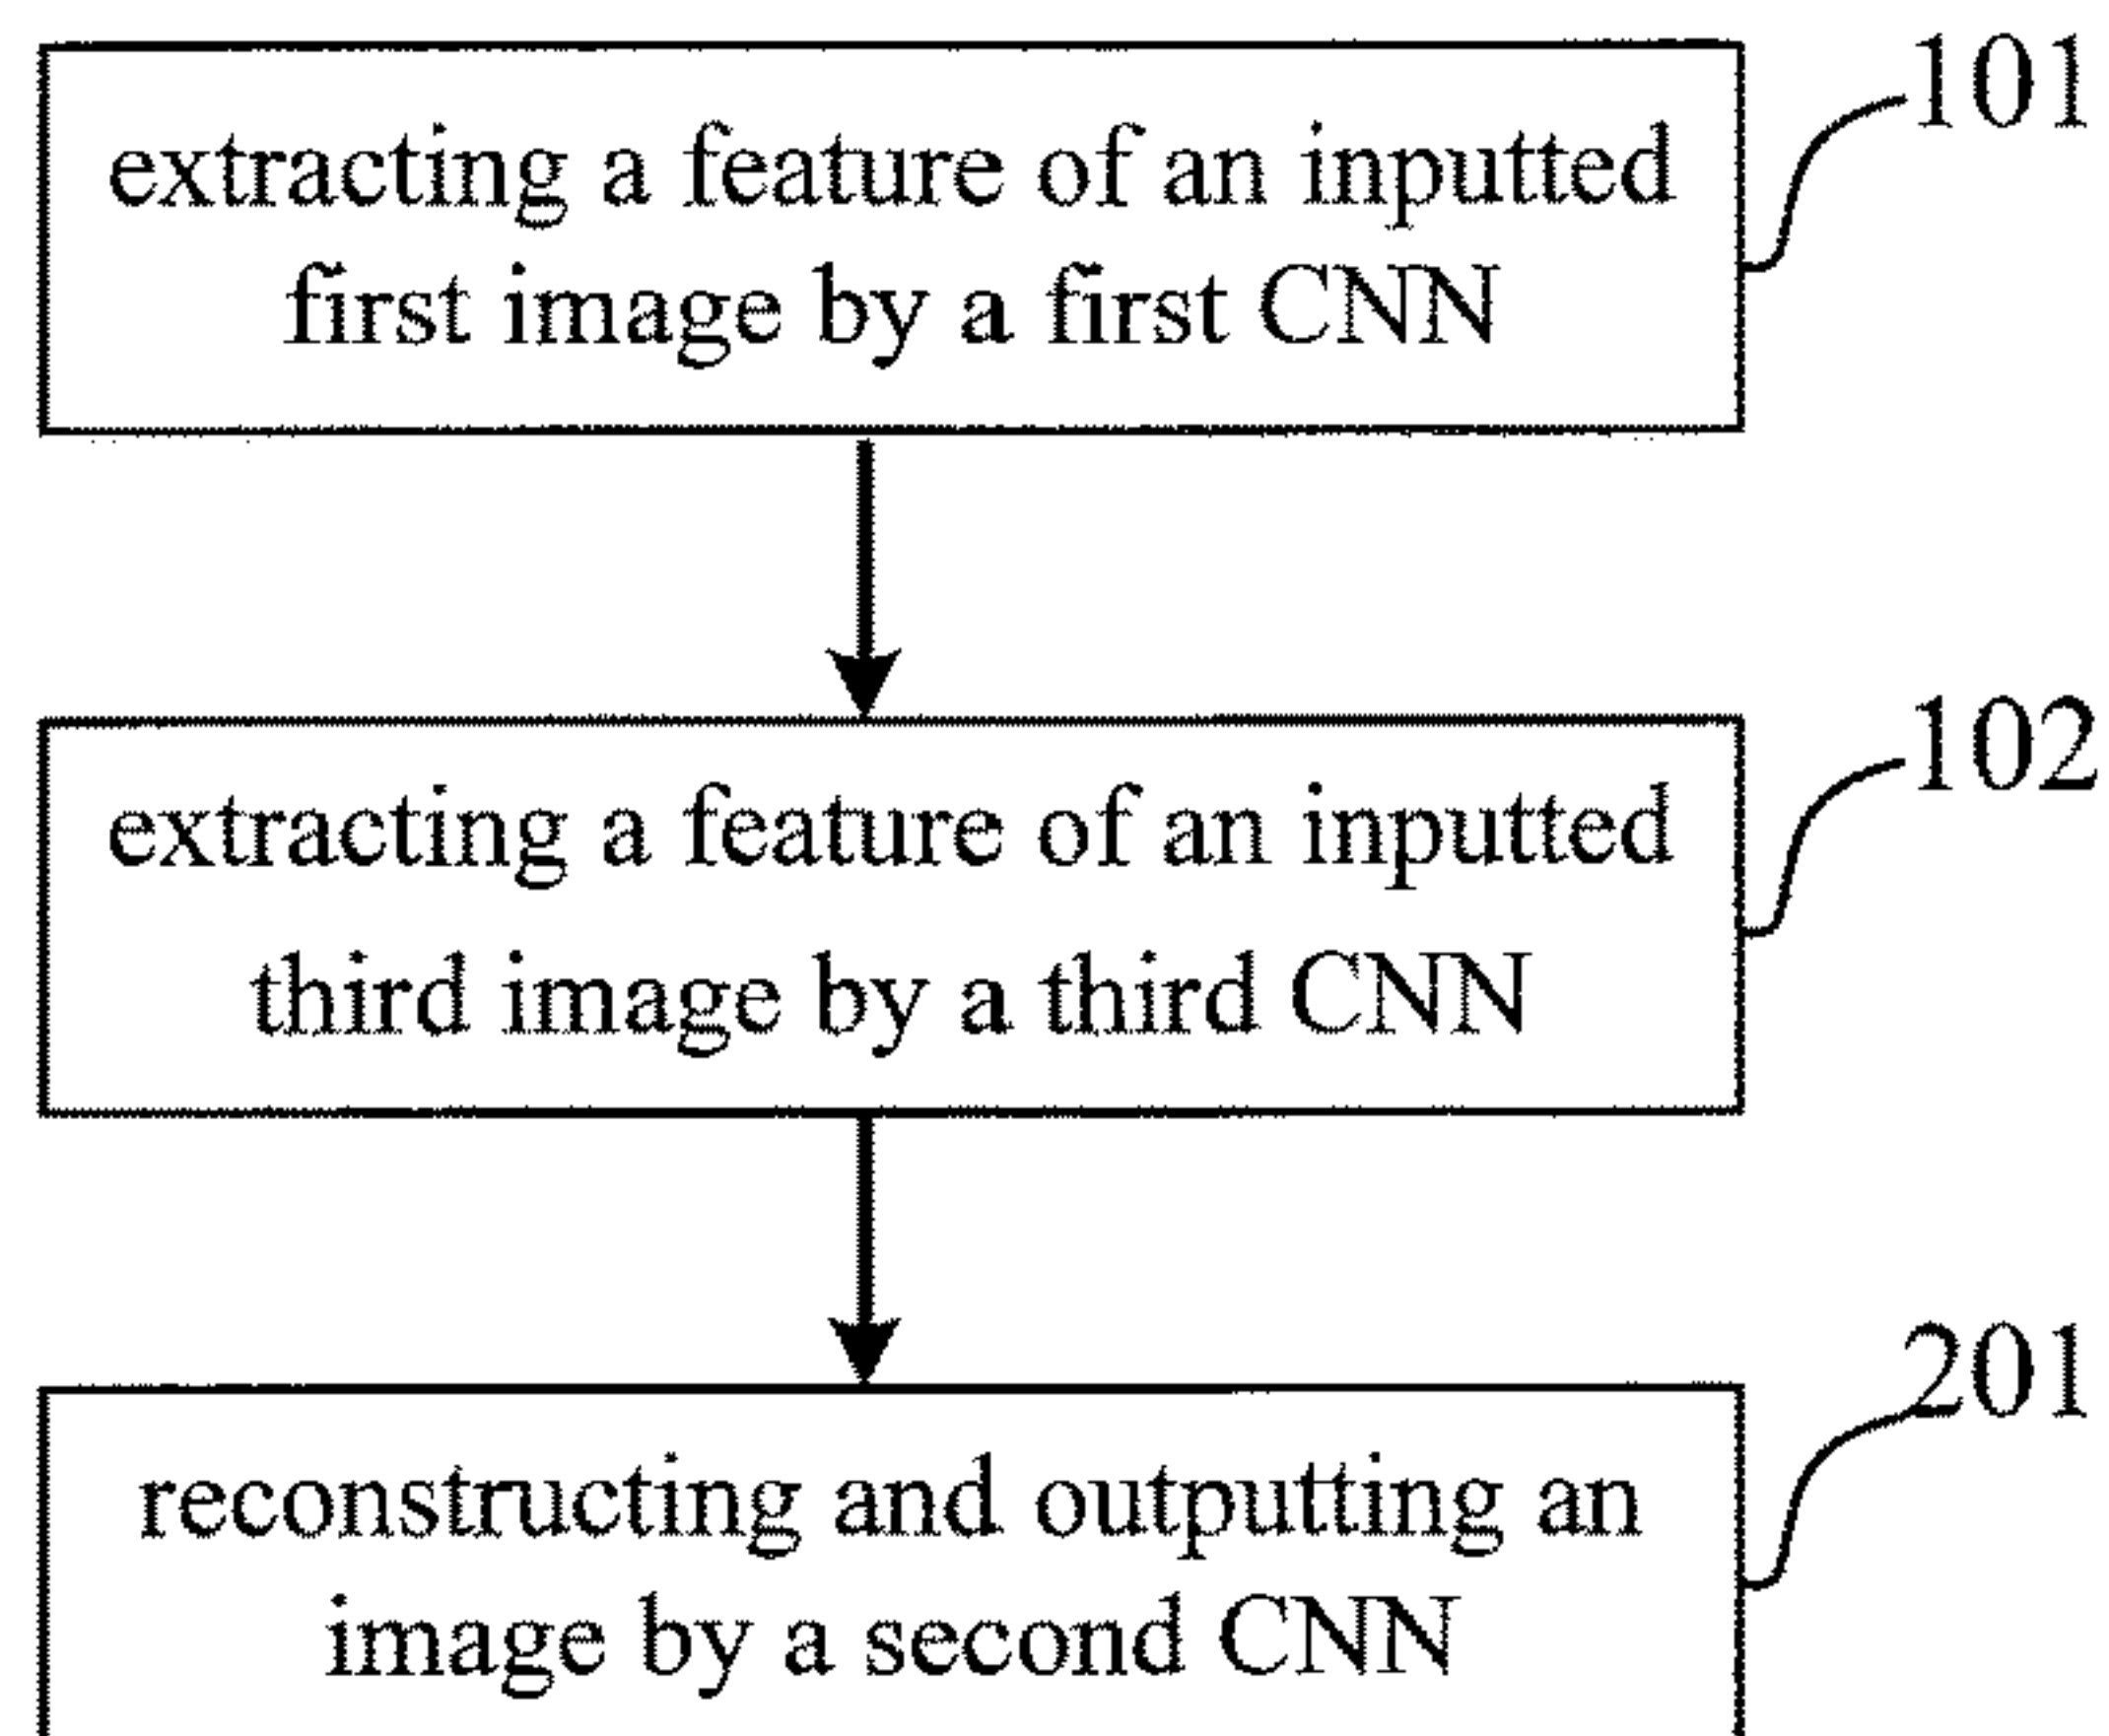 101
extracting a feature of an inputted
first image by a first CNN
102
extracting a feature of an inputted
third image by a third CNN
201
reconstructing and outputting an
image by a second CNN